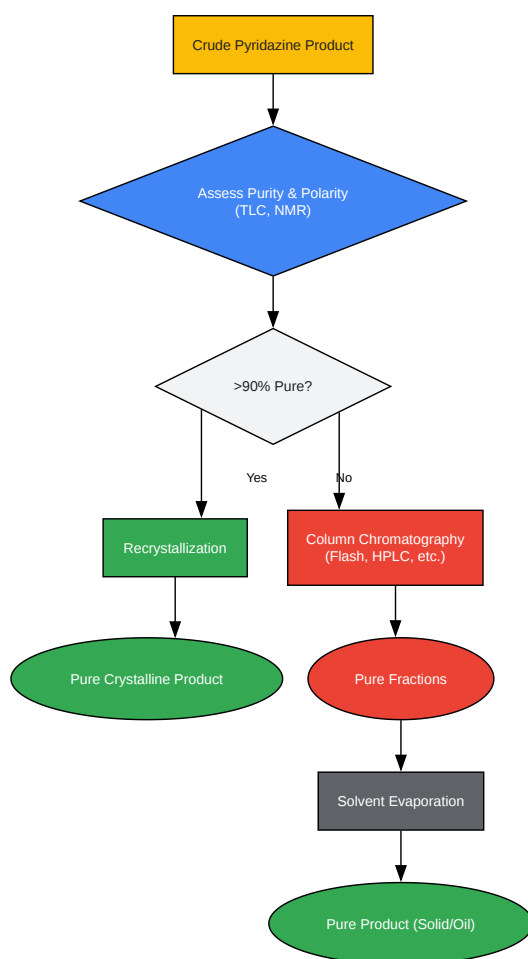 Crude Pyridazine Product
Assess Purity & Polarity
(TLC, NMR)
>90% Pure?
Yes
No
Recrystallization
Column Chromatography
(Flash, HPLC, etc.)
Pure Crystalline Product
Pure Fractions
Solvent Evaporation
Pure Product (Solid/Oil)